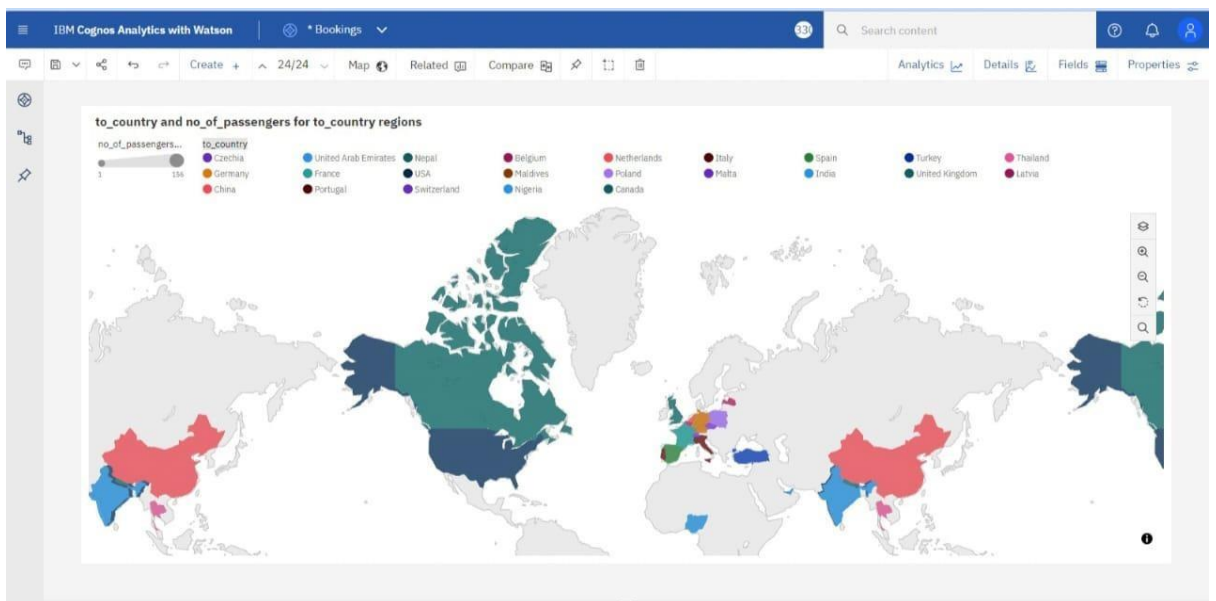 IBM Cognos Analytics with Watson
* Bookings
Search content
Create +
24/24
Map
Related
Compare
Analytics
Details
Fields
Properties
to_country and no_of_passengers for to_country regions
no_of_passengers...
1
156
to_country
Czechia
United Arab Emirates
Nepal
Belgium
Netherlands
Italy
Spain
Turkey
Thailand
Germany
France
USA
Maldives
Poland
Malta
India
United Kingdom
Latvia
China
Portugal
Switzerland
Nigeria
Canada